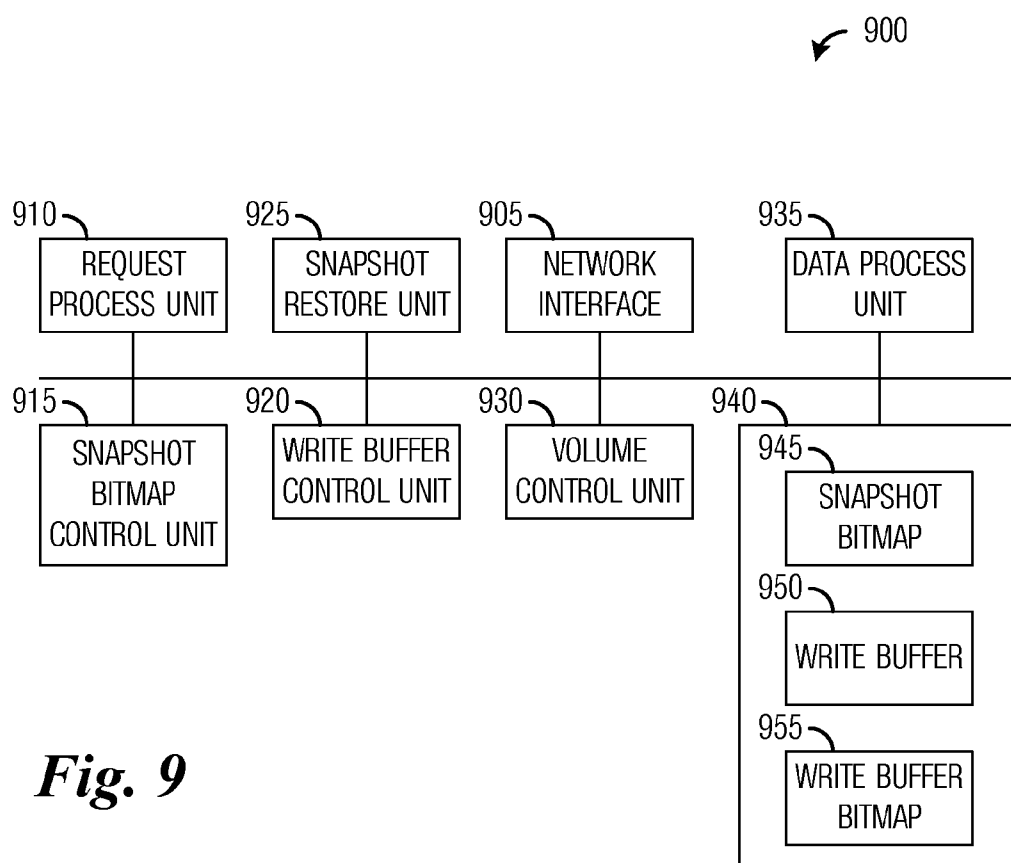 900
910
REQUEST
PROCESS UNIT
925
SNAPSHOT
RESTORE UNIT
905
NETWORK
INTERFACE
935
DATA PROCESS
UNIT
915
SNAPSHOT
BITMAP
CONTROL UNIT
920
WRITE BUFFER
CONTROL UNIT
930
VOLUME
CONTROL UNIT
940
945
SNAPSHOT
BITMAP
950
WRITE BUFFER
955
WRITE BUFFER
BITMAP
Fig. 9